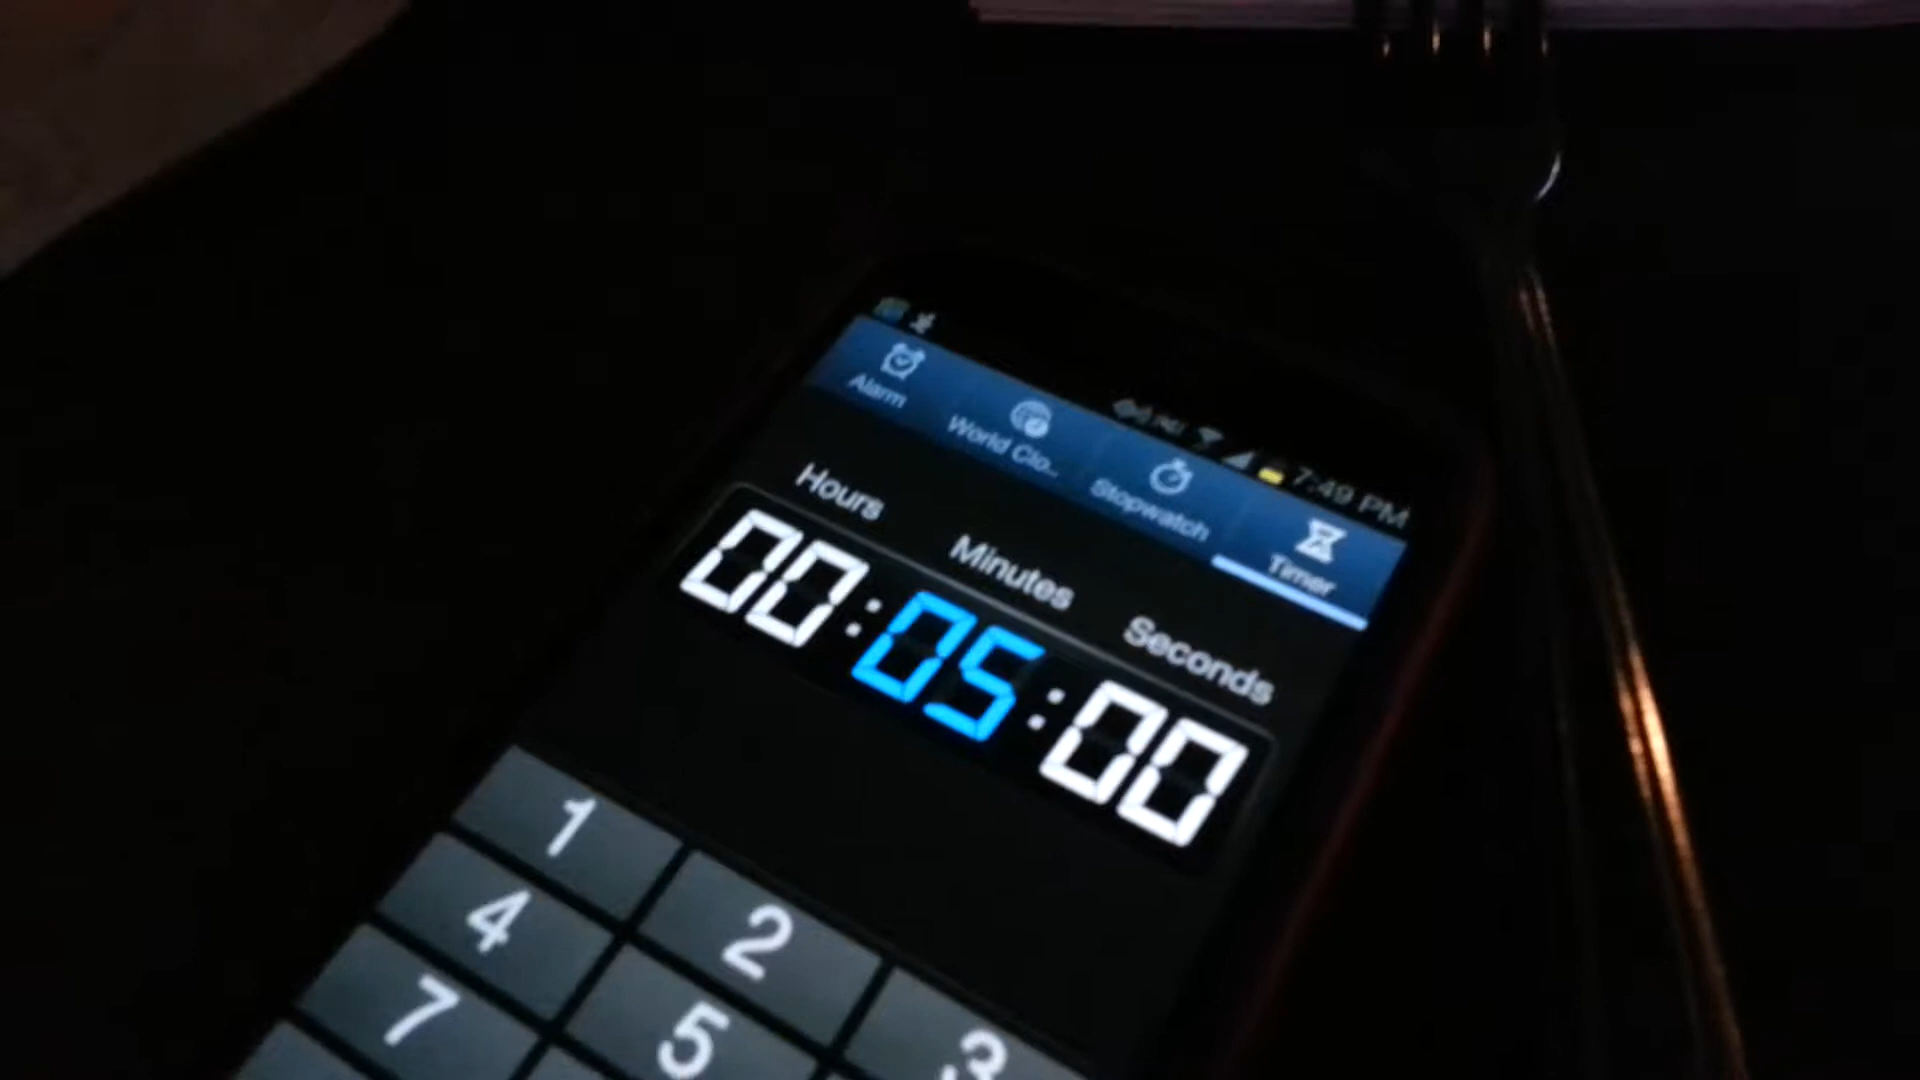 7:49 PM
Alarm
World Clo..
Stopwatch
Timer
Hours
Minutes
Seconds
00:05:00
1
2
3
4
5
7